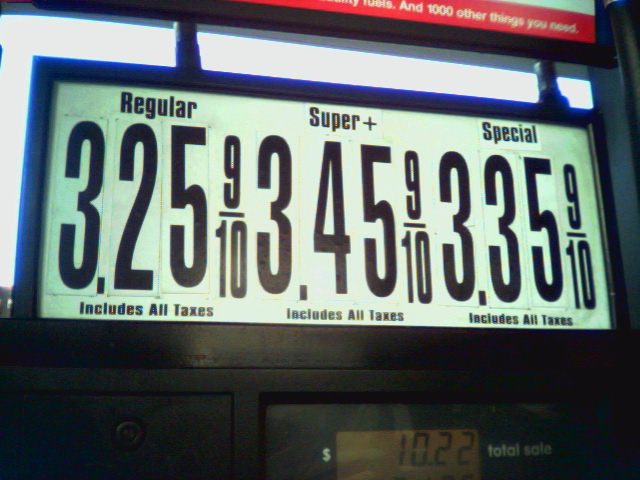 quality fuels. And 1000 other things you need.
Regular Super+ Special
3.25 9/10 3.45 9/10 3.35 9/10
Includes All Taxes Includes All Taxes Includes All Taxes
$ 10.22 total sale